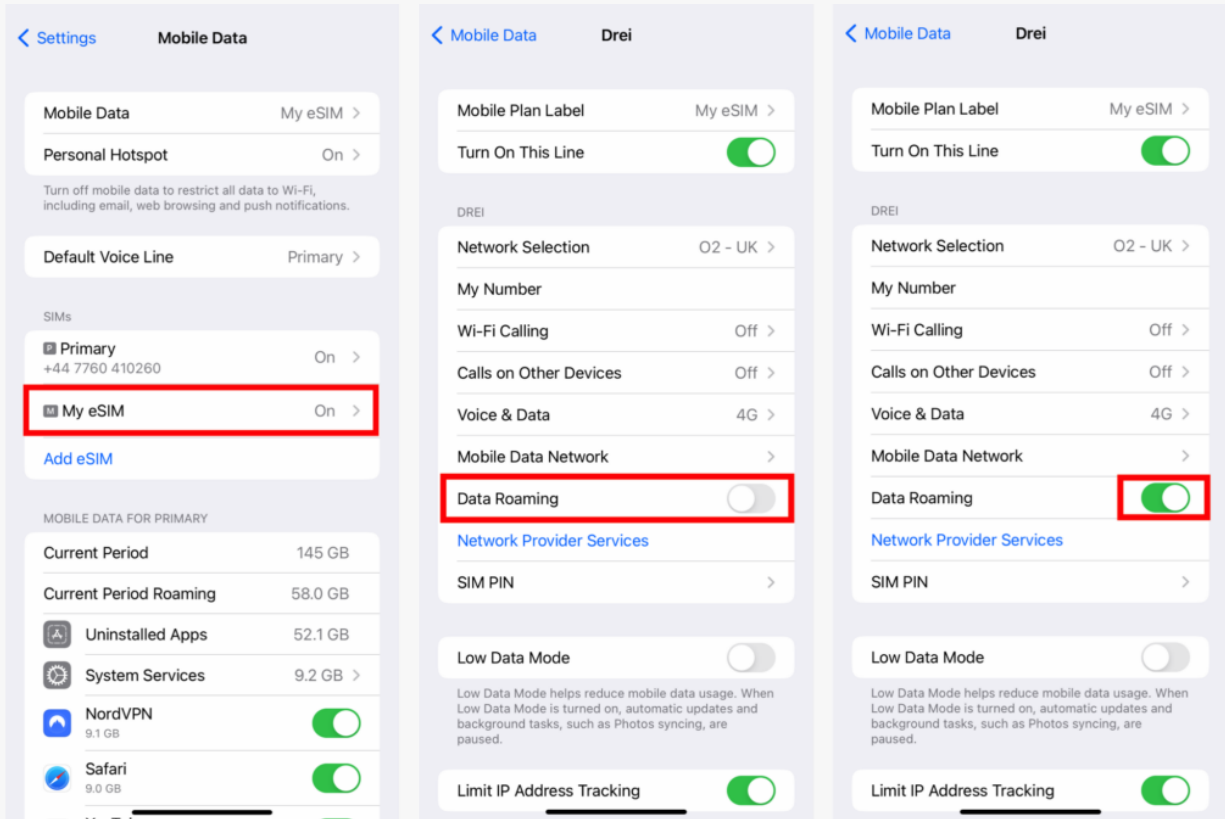 Settings
Mobile Data
Mobile Data
My eSIM
Personal Hotspot
On
Turn off mobile data to restrict all data to Wi-Fi,
including email, web browsing and push notifications.
Default Voice Line
Primary
SIMs
P Primary
+44 7760 410260
On
M My eSIM
On
Add eSIM
MOBILE DATA FOR PRIMARY
Current Period
145 GB
Current Period Roaming
58.0 GB
Uninstalled Apps
52.1 GB
System Services
9.2 GB
NordVPN
9.1 GB
Safari
9.0 GB
Mobile Data
Drei
Mobile Plan Label
My eSIM
Turn On This Line
DREI
Network Selection
O2 - UK
My Number
Wi-Fi Calling
Off
Calls on Other Devices
Off
Voice & Data
4G
Mobile Data Network
Data Roaming
Network Provider Services
SIM PIN
Low Data Mode
Low Data Mode helps reduce mobile data usage. When
Low Data Mode is turned on, automatic updates and
background tasks, such as Photos syncing, are
paused.
Limit IP Address Tracking
Mobile Data
Drei
Mobile Plan Label
My eSIM
Turn On This Line
DREI
Network Selection
O2 - UK
My Number
Wi-Fi Calling
Off
Calls on Other Devices
Off
Voice & Data
4G
Mobile Data Network
Data Roaming
Network Provider Services
SIM PIN
Low Data Mode
Low Data Mode helps reduce mobile data usage. When
Low Data Mode is turned on, automatic updates and
background tasks, such as Photos syncing, are
paused.
Limit IP Address Tracking